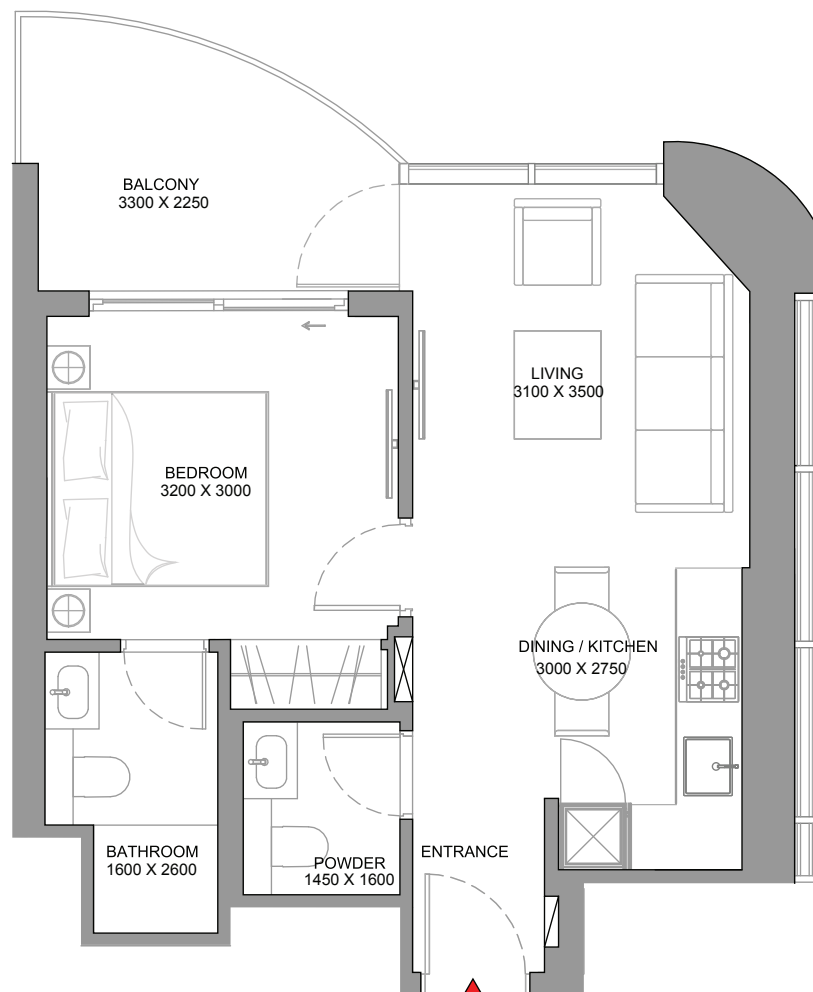 BALCONY
3300 X 2250
LIVING
3100 X 3500
BEDROOM
3200 X 3000
DINING / KITCHEN
3000 X 2750
BATHROOM
1600 X 2600
POWDER
1450 X 1600
ENTRANCE